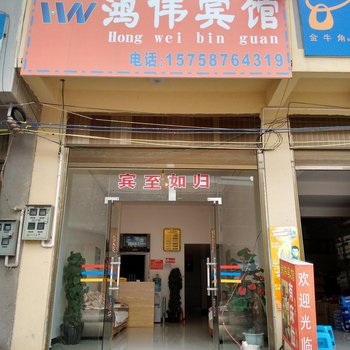 HW 鸿伟宾馆
Hong wei bin guan
电话:15758764319
金牛角
宾至如归
欢迎光临